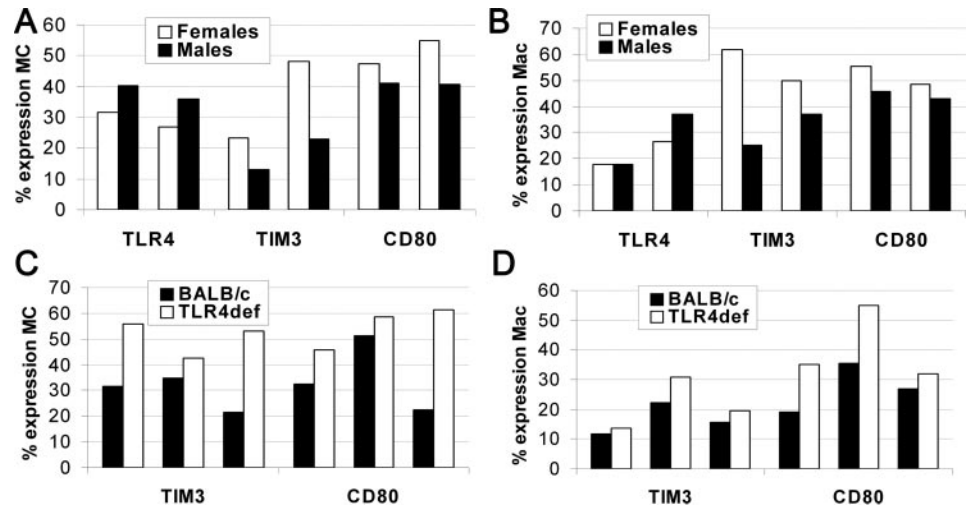 A
% expression MC
60
50
40
30
20
10
0
Females
Males
TLR4 TIM3 CD80
B
% expression Mac
70
60
50
40
30
20
10
0
Females
Males
TLR4 TIM3 CD80
C
% expression MC
70
60
50
40
30
20
10
0
BALB/c
TLR4def
TIM3 CD80
D
% expression Mac
60
50
40
30
20
10
0
BALB/c
TLR4def
TIM3 CD80